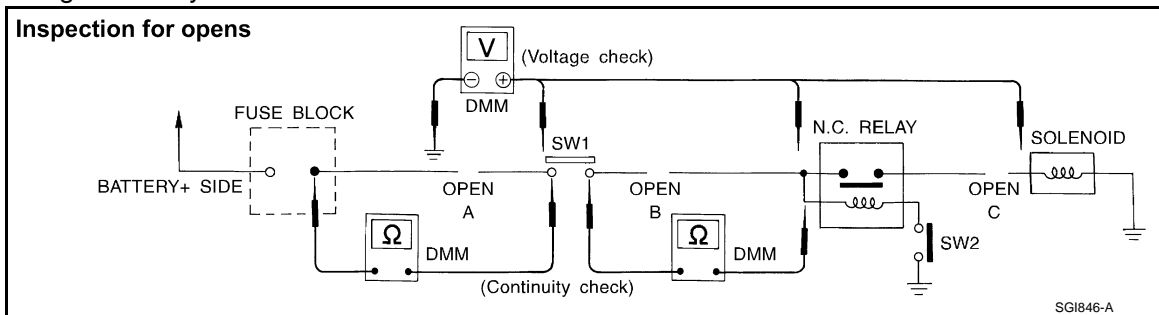 Inspection for opens
V
(Voltage check)
DMM
FUSE BLOCK
N.C. RELAY
SOLENOID
SW1
BATTERY+ SIDE
OPEN
A
OPEN
B
OPEN
C
Ω
DMM
Ω
DMM
SW2
(Continuity check)
SGI846-A